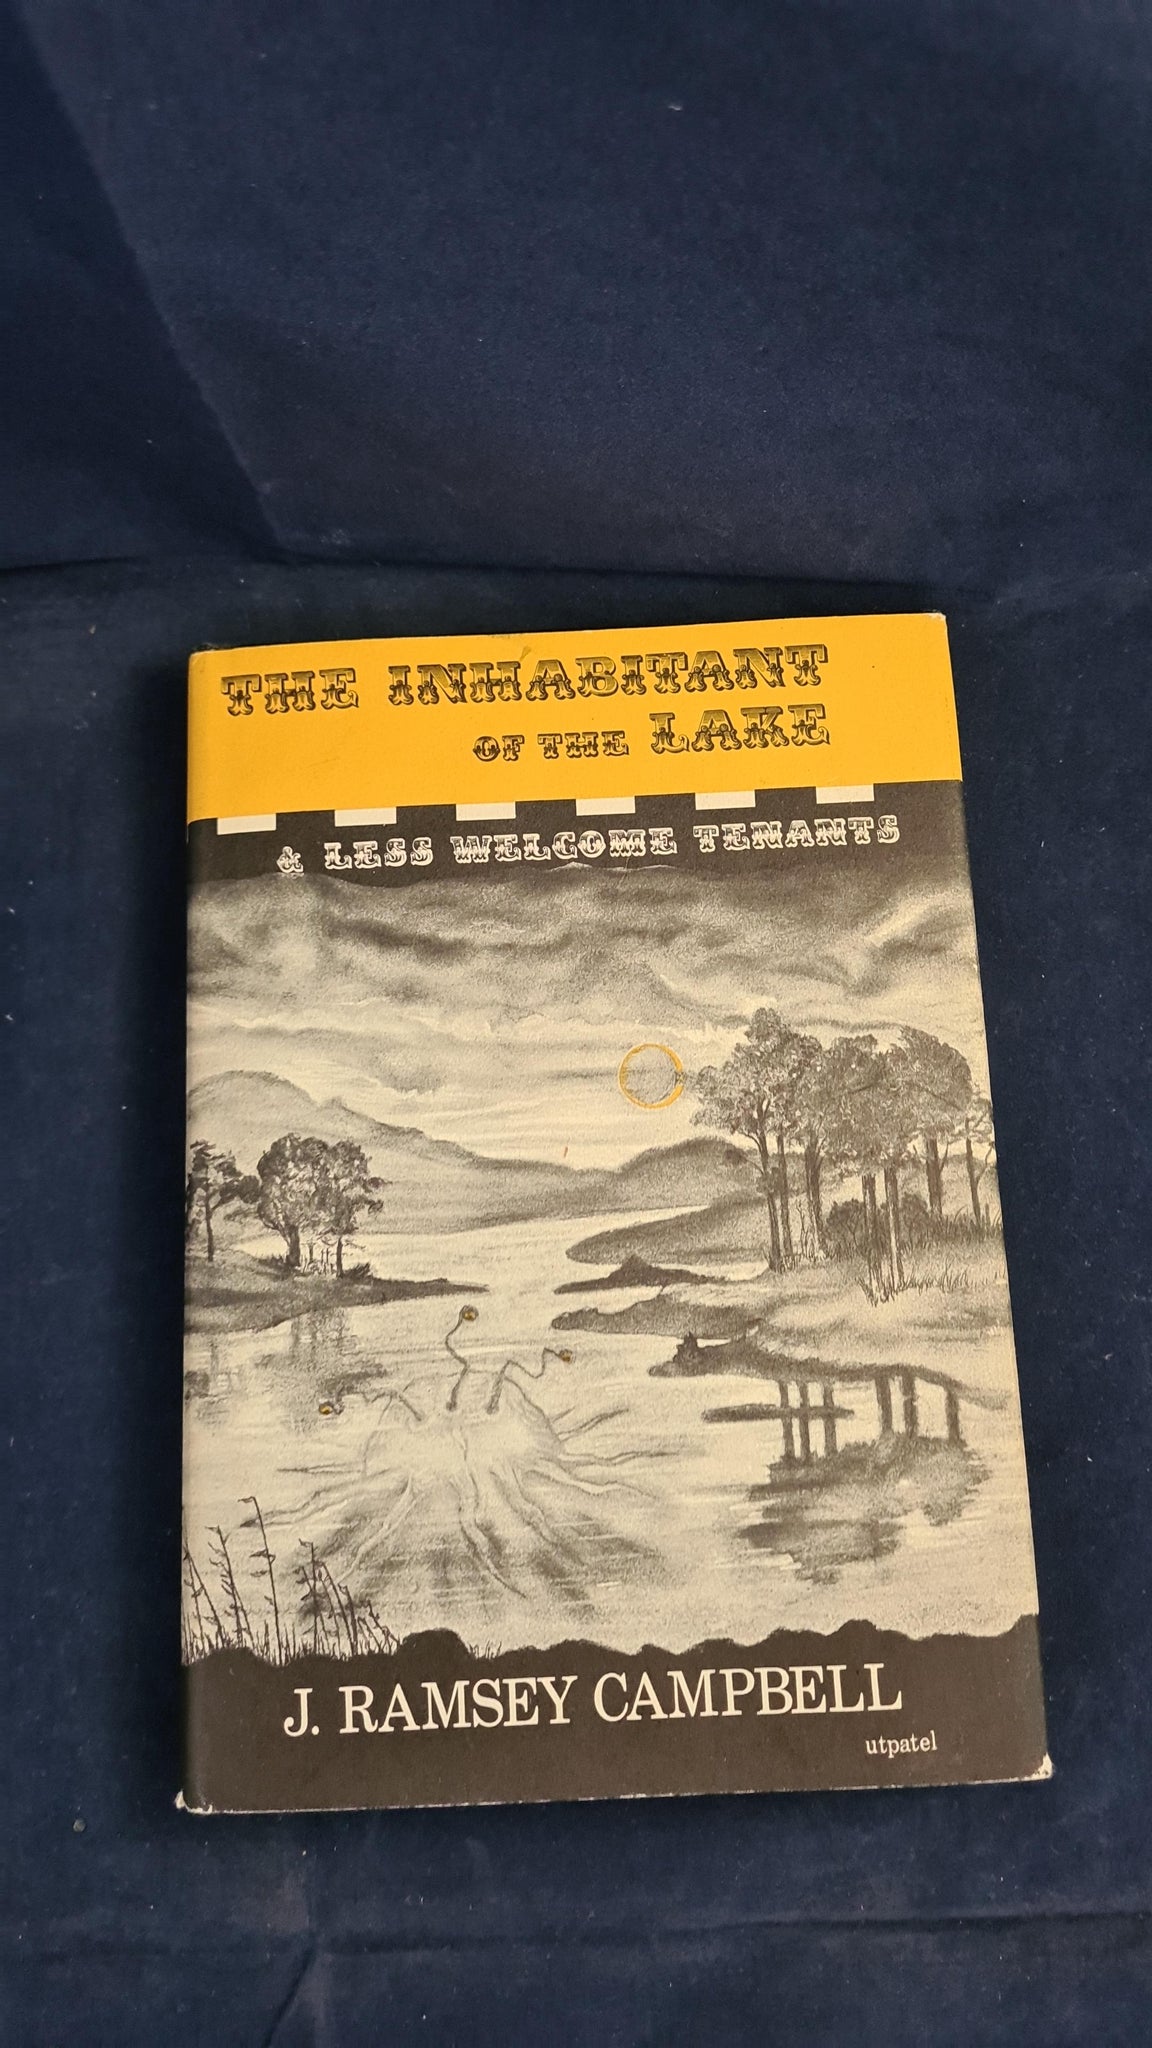 THE INHABITANT
OF THE LAKE
& LESS WELCOME TENANTS
J. RAMSEY CAMPBELL
utpatel